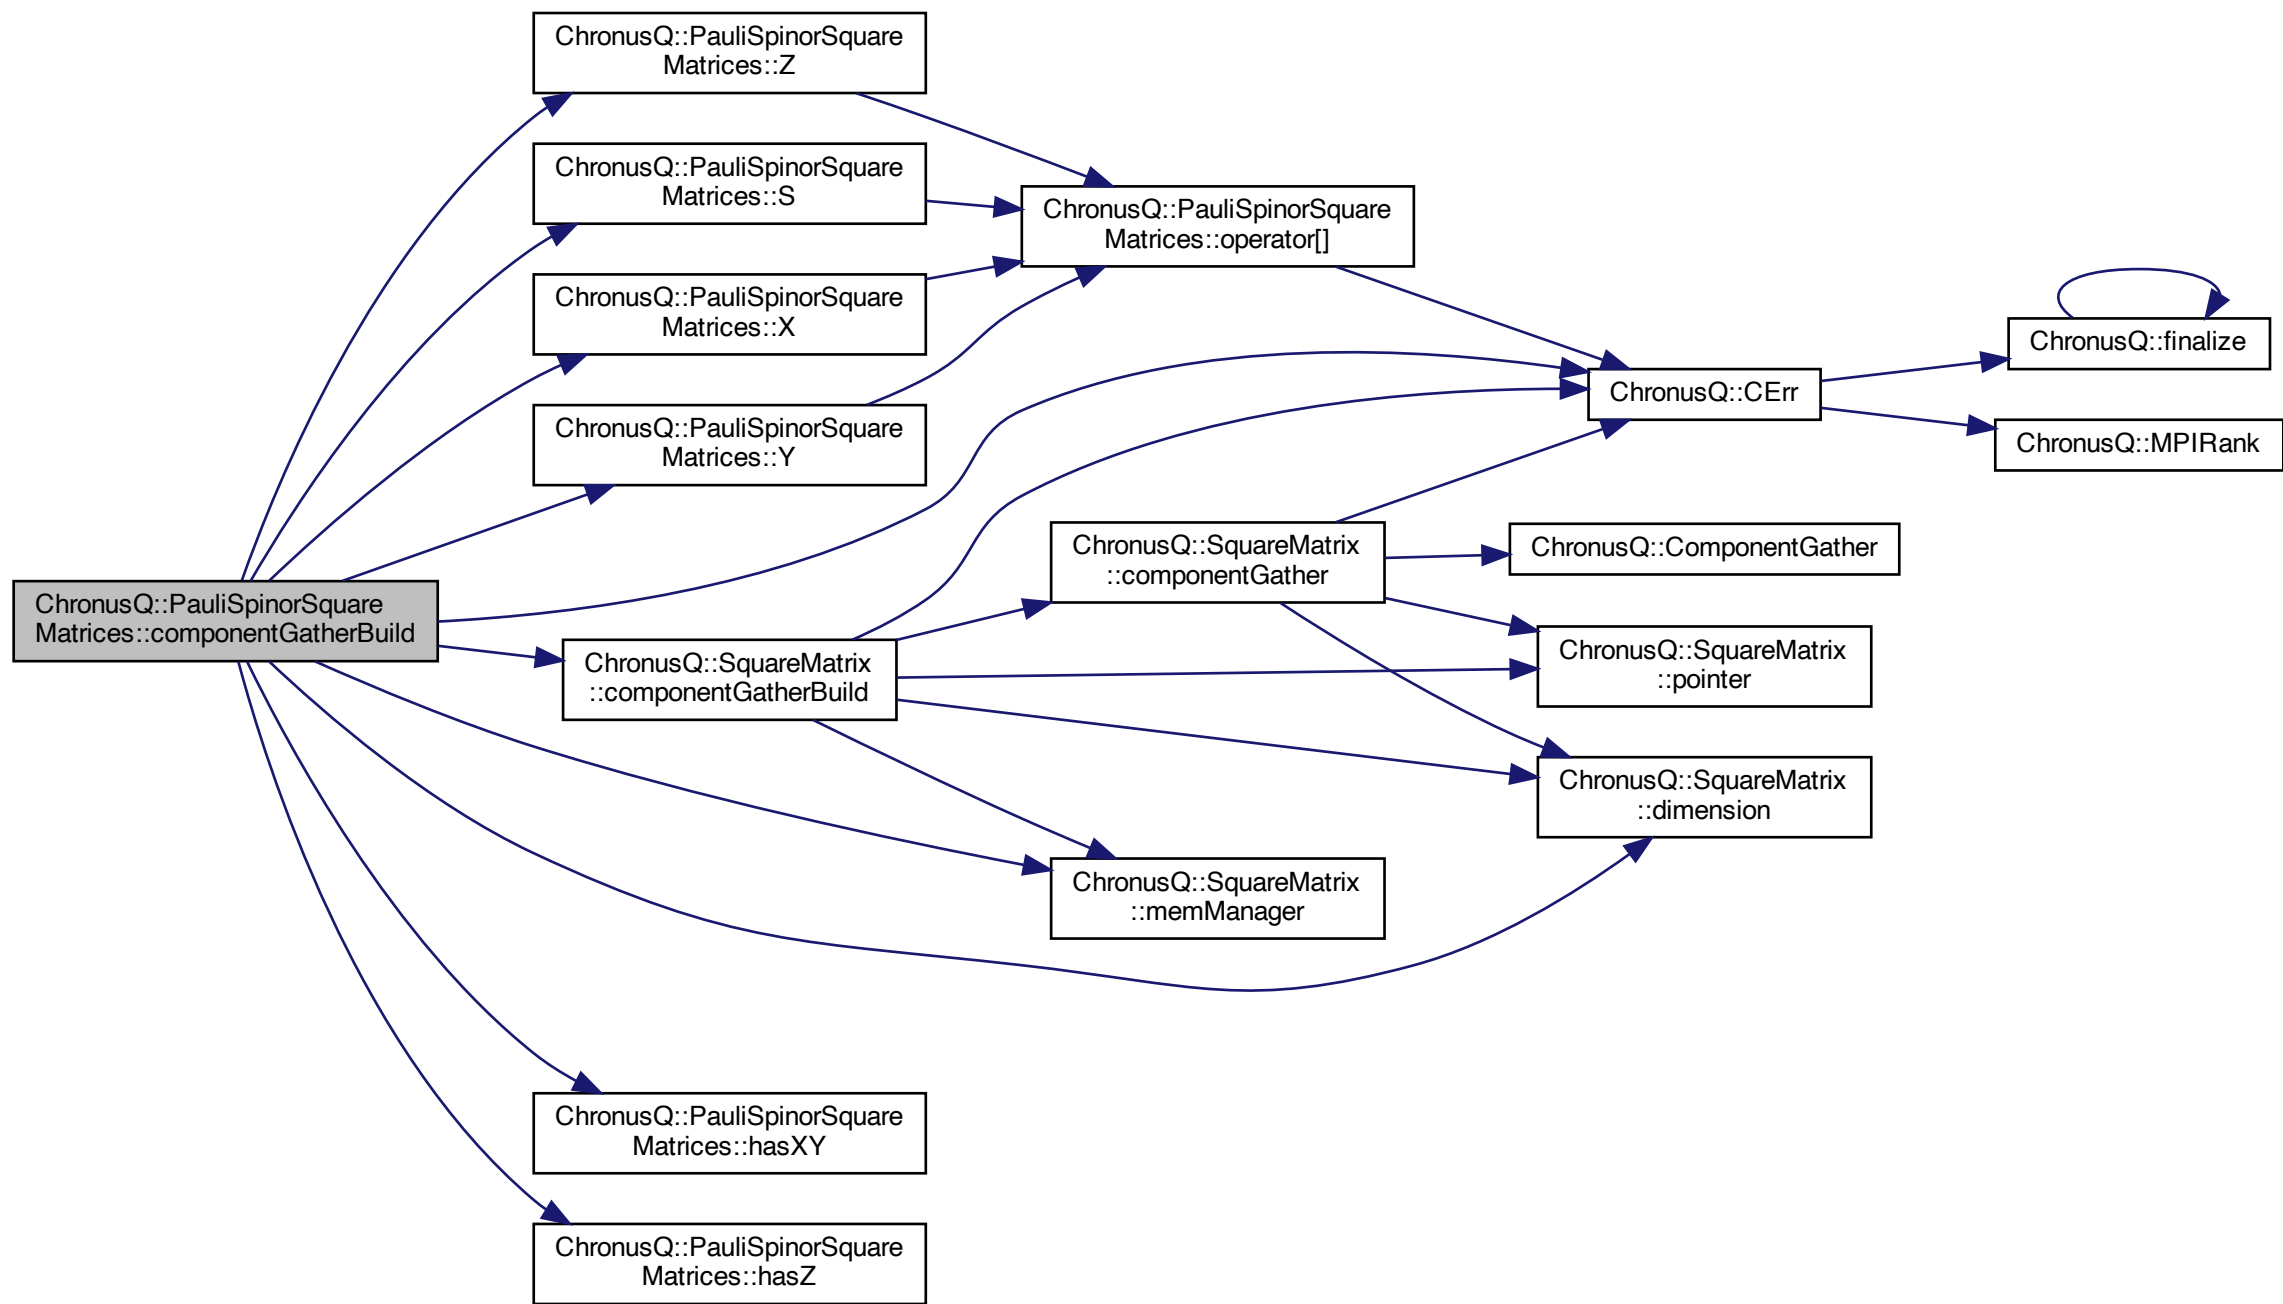 ChronusQ::PauliSpinorSquare
Matrices::componentGatherBuild
ChronusQ::PauliSpinorSquare
Matrices::Z
ChronusQ::PauliSpinorSquare
Matrices::S
ChronusQ::PauliSpinorSquare
Matrices::X
ChronusQ::PauliSpinorSquare
Matrices::Y
ChronusQ::SquareMatrix
::componentGatherBuild
ChronusQ::PauliSpinorSquare
Matrices::hasXY
ChronusQ::PauliSpinorSquare
Matrices::hasZ
ChronusQ::PauliSpinorSquare
Matrices::operator[]
ChronusQ::SquareMatrix
::componentGather
ChronusQ::SquareMatrix
::memManager
ChronusQ::CErr
ChronusQ::ComponentGather
ChronusQ::SquareMatrix
::pointer
ChronusQ::SquareMatrix
::dimension
ChronusQ::finalize
ChronusQ::MPIRank